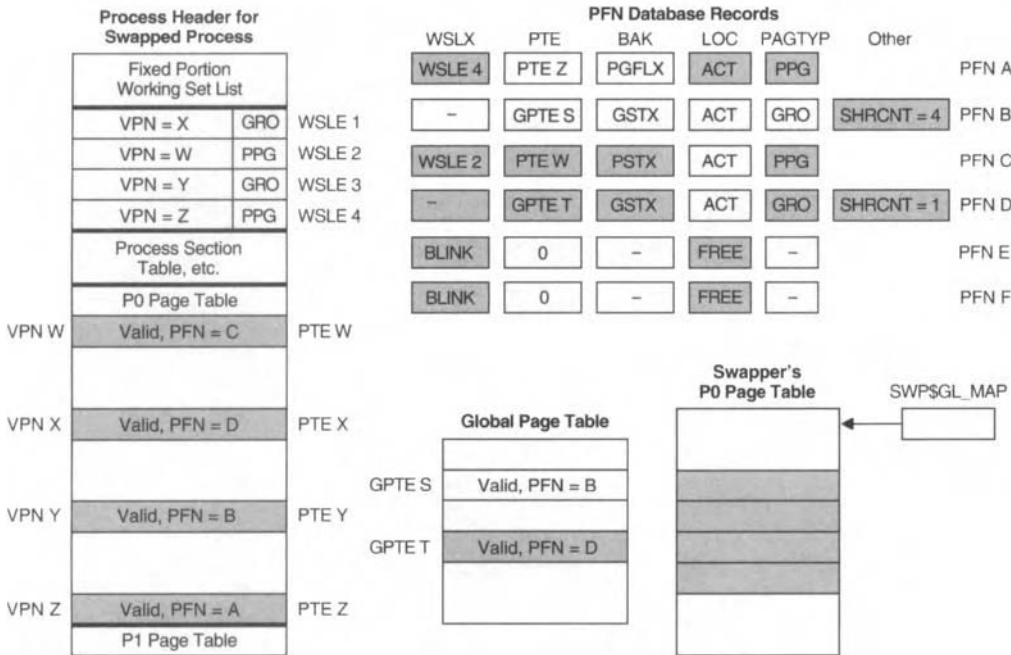 Process Header for
Swapped Process
Fixed Portion
Working Set List
VPN = X GRO WSLE 1
VPN = W PPG WSLE 2
VPN = Y GRO WSLE 3
VPN = Z PPG WSLE 4
Process Section
Table, etc.
P0 Page Table
VPN W Valid, PFN = C PTE W
VPN X Valid, PFN = D PTE X
VPN Y Valid, PFN = B PTE Y
VPN Z Valid, PFN = A PTE Z
P1 Page Table
PFN Database Records
WSLX PTE BAK LOC PAGTYP Other
WSLE 4 PTE Z PGFLX ACT PPG PFN A
– GPTE S GSTX ACT GRO SHRCNT = 4 PFN B
WSLE 2 PTE W PSTX ACT PPG PFN C
– GPTE T GSTX ACT GRO SHRCNT = 1 PFN D
BLINK 0 – FREE – PFN E
BLINK 0 – FREE – PFN F
Global Page Table
GPTE S Valid, PFN = B
GPTE T Valid, PFN = D
Swapper's
P0 Page Table
SWP$GL_MAP